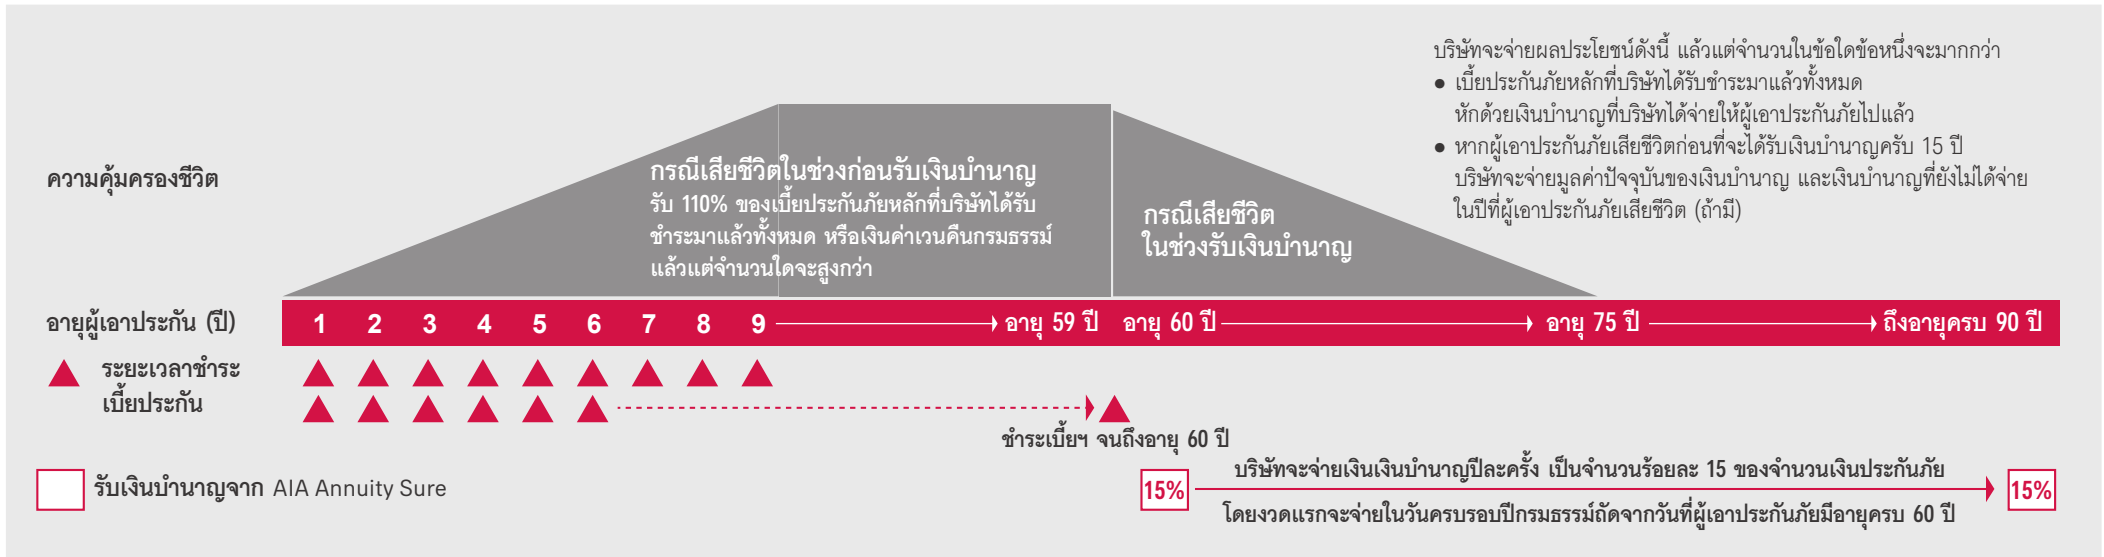 บริษัทจะจ่ายผลประโยชน์ดังนี้ แล้วแต่จำนวนในข้อใดข้อหนึ่งจะมากกว่า
● เบี้ยประกันภัยหลักที่บริษัทได้รับชำระมาแล้วทั้งหมด
หักด้วยเงินบำนาญที่บริษัทได้จ่ายให้ผู้เอาประกันภัยไปแล้ว
● หากผู้เอาประกันภัยเสียชีวิตก่อนที่จะได้รับเงินบำนาญครับ 15 ปี
บริษัทจะจ่ายมูลค่าปัจจุบันของเงินบำนาญ และเงินบำนาญที่ยังไม่ได้จ่าย
ในปีที่ผู้เอาประกันภัยเสียชีวิต (ถ้ามี)
ความคุ้มครองชีวิต
กรณีเสียชีวิตในช่วงก่อนรับเงินบำนาญ
รับ 110% ของเบี้ยประกันภัยหลักที่บริษัทได้รับ
ชำระมาแล้วทั้งหมด หรือเงินค่าเวนคืนกรมธรรม์
แล้วแต่จำนวนใดจะสูงกว่า
กรณีเสียชีวิต
ในช่วงรับเงินบำนาญ
อายุผู้เอาประกัน (ปี) 1 2 3 4 5 6 7 8 9 อายุ 59 ปี อายุ 60 ปี อายุ 75 ปี ถึงอายุครบ 90 ปี
ระยะเวลาชำระ
เบี้ยประกัน
ชำระเบี้ยฯ จนถึงอายุ 60 ปี
รับเงินบำนาญจาก AIA Annuity Sure
15% บริษัทจะจ่ายเงินเงินบำนาญปีละครั้ง เป็นจำนวนร้อยละ 15 ของจำนวนเงินประกันภัย 15%
โดยงวดแรกจะจ่ายในวันครบรอบปีกรมธรรม์ถัดจากวันที่ผู้เอาประกันภัยมีอายุครบ 60 ปี